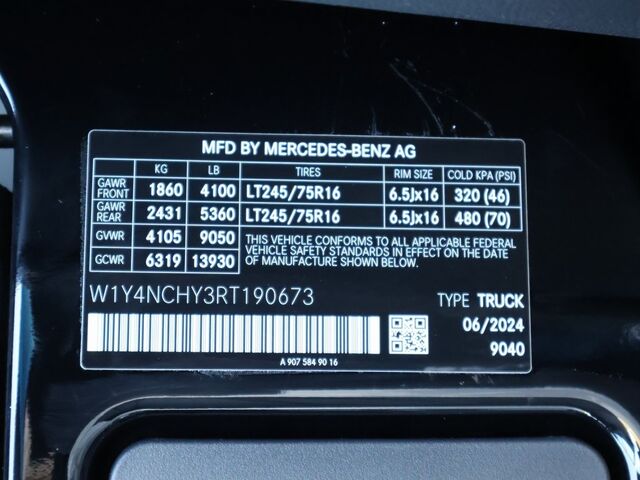 MFD BY MERCEDES-BENZ AG
KG LB TIRES RIM SIZE COLD KPA (PSI)
GAWR FRONT 1860 4100 LT245/75R16 6.5Jx16 320 (46)
GAWR REAR 2431 5360 LT245/75R16 6.5Jx16 480 (70)
GVWR 4105 9050 THIS VEHICLE CONFORMS TO ALL APPLICABLE FEDERAL
VEHICLE SAFETY STANDARDS IN EFFECT ON THE DATE
GCWR 6319 13930 OF MANUFACTURE SHOWN BELOW.
W1Y4NCHY3RT190673 TYPE TRUCK
06/2024
9040
A 907 584 90 16